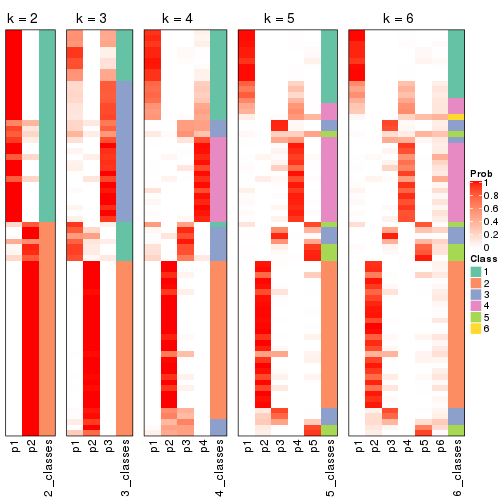 k = 2
k = 3
k = 4
k = 5
k = 6
p1
p2
2_classes
p1
p2
p3
3_classes
p1
p2
p3
p4
4_classes
p1
p2
p3
p4
p5
5_classes
p1
p2
p3
p4
p5
p6
6_classes
Prob
1
0.8
0.6
0.4
0.2
0
Class
1
2
3
4
5
6